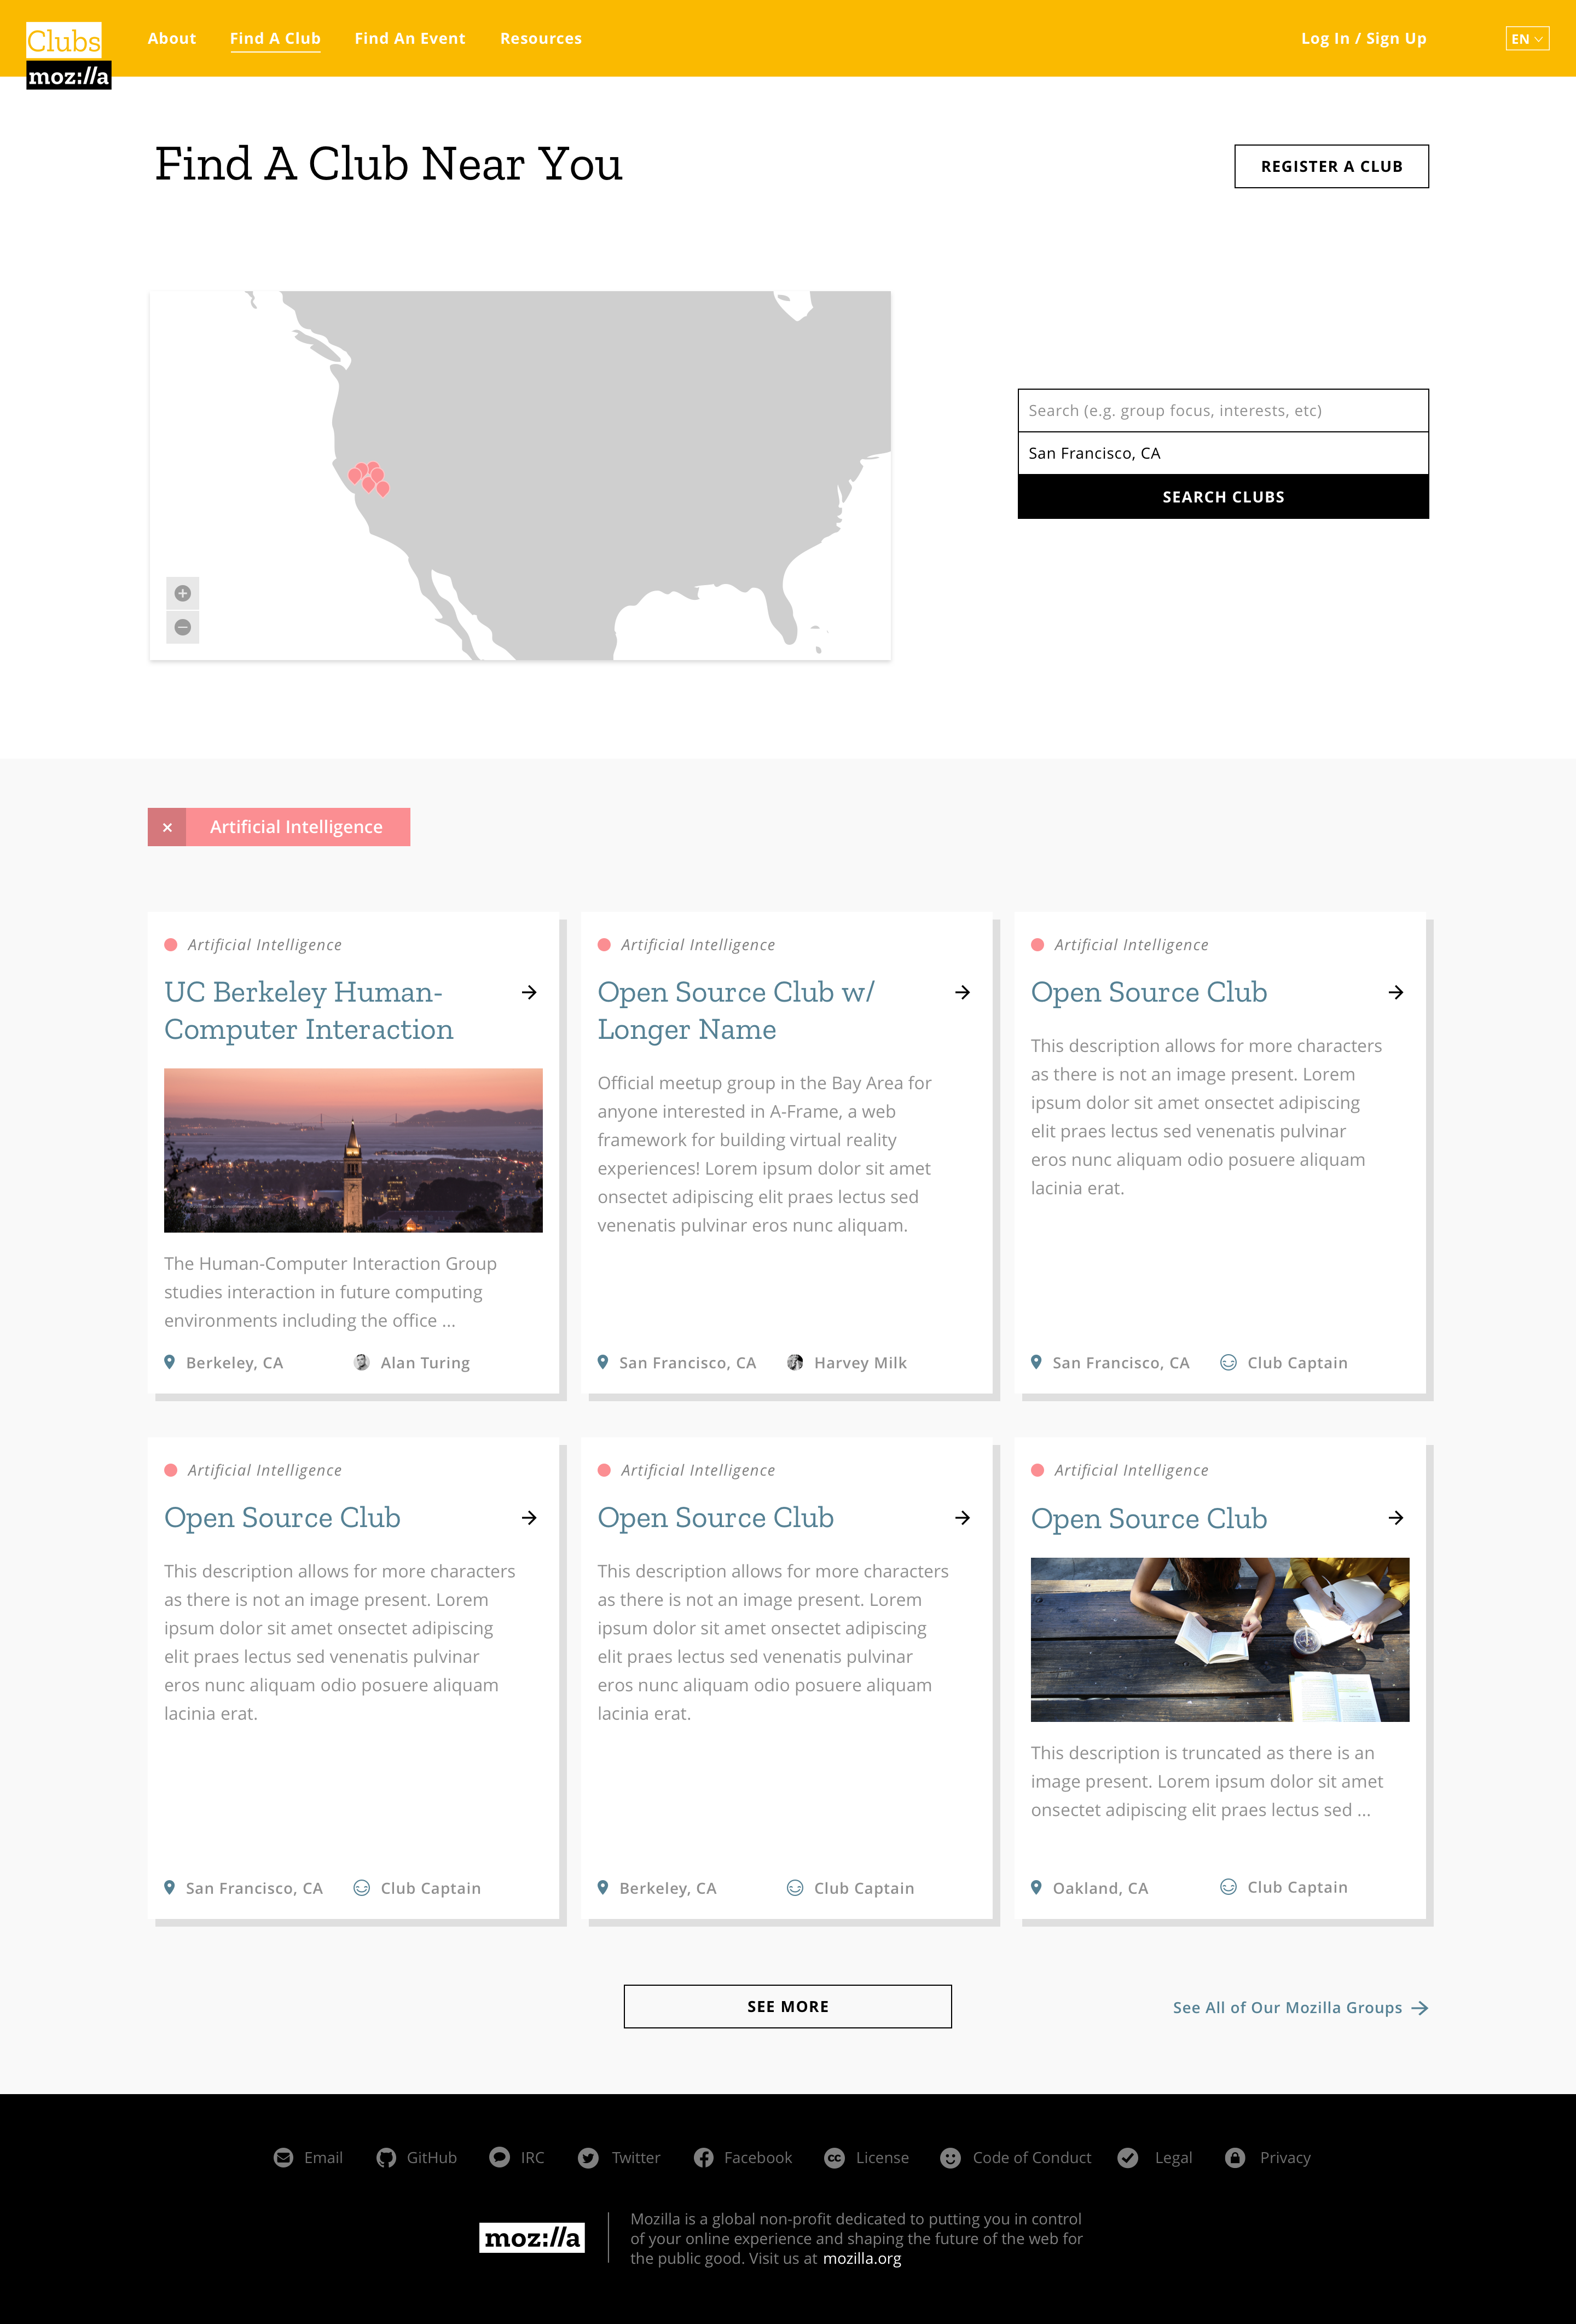 Clubs
moz://a
About
Find A Club
Find An Event
Resources
Log In / Sign Up
EN
Find A Club Near You
REGISTER A CLUB
Search (e.g. group focus, interests, etc)
San Francisco, CA
SEARCH CLUBS
× Artificial Intelligence
Artificial Intelligence
UC Berkeley Human-
Computer Interaction
The Human-Computer Interaction Group
studies interaction in future computing
environments including the office ...
Berkeley, CA
Alan Turing
Artificial Intelligence
Open Source Club w/
Longer Name
Official meetup group in the Bay Area for
anyone interested in A-Frame, a web
framework for building virtual reality
experiences! Lorem ipsum dolor sit amet
onsectet adipiscing elit praes lectus sed
venenatis pulvinar eros nunc aliquam.
San Francisco, CA
Harvey Milk
Artificial Intelligence
Open Source Club
This description allows for more characters
as there is not an image present. Lorem
ipsum dolor sit amet onsectet adipiscing
elit praes lectus sed venenatis pulvinar
eros nunc aliquam odio posuere aliquam
lacinia erat.
San Francisco, CA
Club Captain
Artificial Intelligence
Open Source Club
This description allows for more characters
as there is not an image present. Lorem
ipsum dolor sit amet onsectet adipiscing
elit praes lectus sed venenatis pulvinar
eros nunc aliquam odio posuere aliquam
lacinia erat.
San Francisco, CA
Club Captain
Artificial Intelligence
Open Source Club
This description allows for more characters
as there is not an image present. Lorem
ipsum dolor sit amet onsectet adipiscing
elit praes lectus sed venenatis pulvinar
eros nunc aliquam odio posuere aliquam
lacinia erat.
Berkeley, CA
Club Captain
Artificial Intelligence
Open Source Club
This description is truncated as there is an
image present. Lorem ipsum dolor sit amet
onsectet adipiscing elit praes lectus sed ...
Oakland, CA
Club Captain
SEE MORE
See All of Our Mozilla Groups
Email
GitHub
IRC
Twitter
Facebook
cc License
Code of Conduct
Legal
Privacy
moz://a
Mozilla is a global non-profit dedicated to putting you in control
of your online experience and shaping the future of the web for
the public good. Visit us at mozilla.org